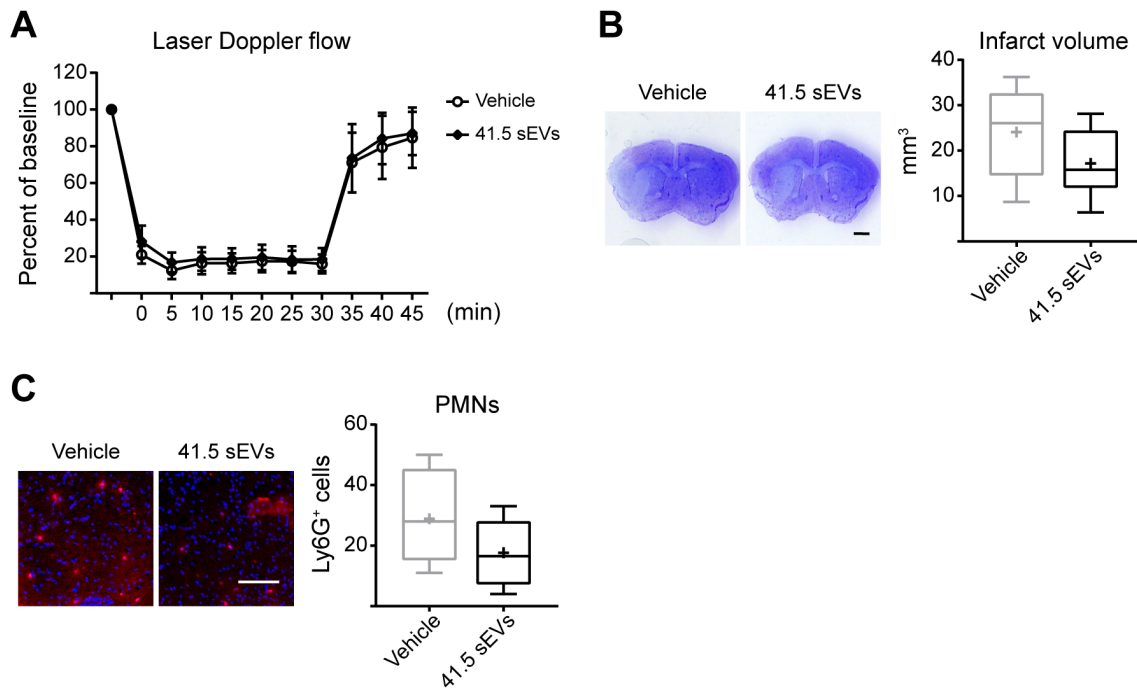 A
Laser Doppler flow
Percent of baseline
120
100
80
60
40
20
0 5 10 15 20 25 30 35 40 45 (min)
Vehicle
41.5 sEVs
B
Infarct volume
Vehicle 41.5 sEVs
mm³
40
30
20
10
Vehicle
41.5 sEVs
C
PMNs
Vehicle 41.5 sEVs
Ly6G⁺ cells
60
40
20
Vehicle
41.5 sEVs